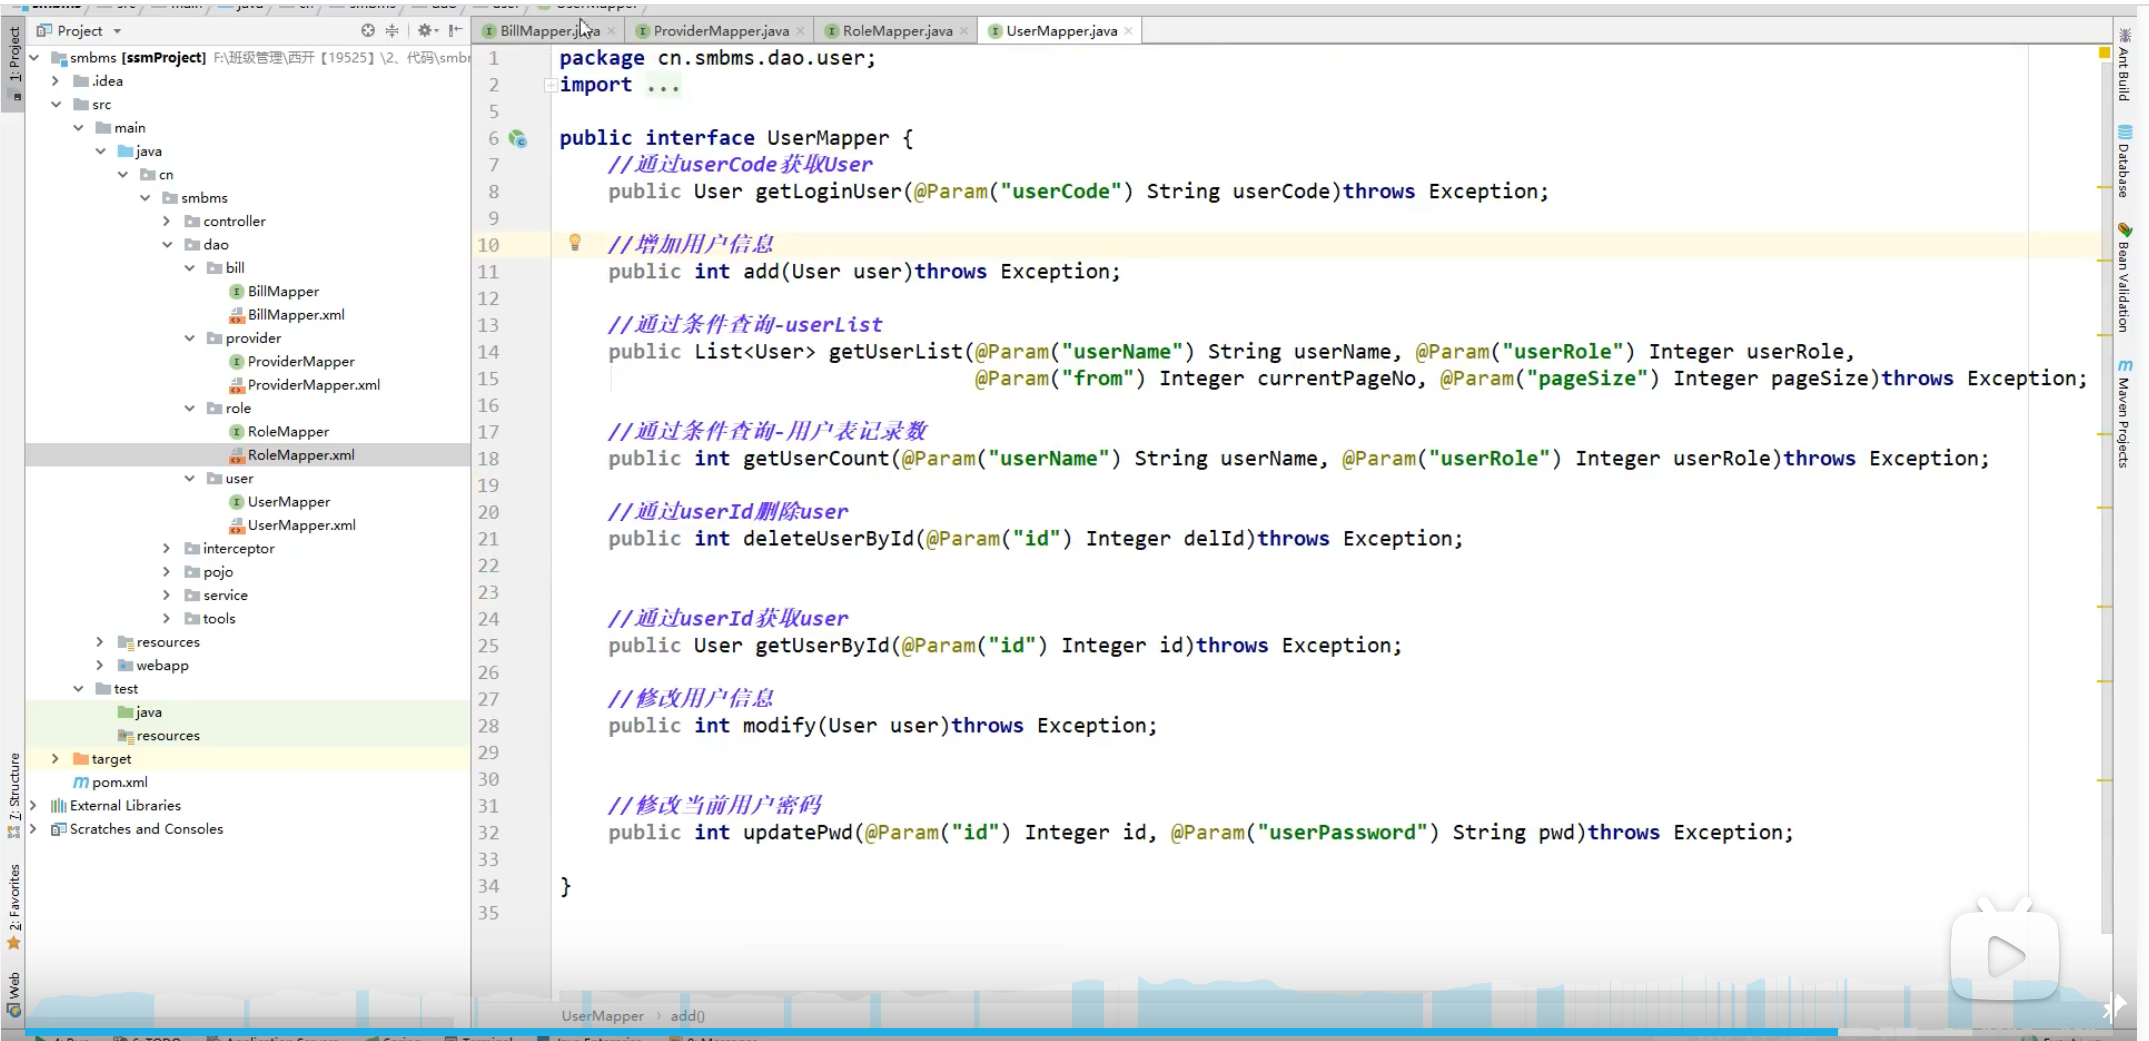 Project
BillMapper.java
ProviderMapper.java
RoleMapper.java
UserMapper.java
1: Project
7: Structure
2: Favorites
Web
smbms [ssmProject] F:\班级管理\西开【19525】\2、代码\smbr
.idea
src
main
java
cn
smbms
controller
dao
bill
BillMapper
BillMapper.xml
provider
ProviderMapper
ProviderMapper.xml
role
RoleMapper
RoleMapper.xml
user
UserMapper
UserMapper.xml
interceptor
pojo
service
tools
resources
webapp
test
java
resources
target
pom.xml
External Libraries
Scratches and Consoles
1 package cn.smbms.dao.user;
2 import ...
5
6 public interface UserMapper {
7 //通过userCode获取User
8 public User getLoginUser(@Param("userCode") String userCode)throws Exception;
9
10 //增加用户信息
11 public int add(User user)throws Exception;
12
13 //通过条件查询-userList
14 public List<User> getUserList(@Param("userName") String userName, @Param("userRole") Integer userRole,
15 @Param("from") Integer currentPageNo, @Param("pageSize") Integer pageSize)throws Exception;
16
17 //通过条件查询-用户表记录数
18 public int getUserCount(@Param("userName") String userName, @Param("userRole") Integer userRole)throws Exception;
19
20 //通过userId删除user
21 public int deleteUserById(@Param("id") Integer delId)throws Exception;
22
23
24 //通过userId获取user
25 public User getUserById(@Param("id") Integer id)throws Exception;
26
27 //修改用户信息
28 public int modify(User user)throws Exception;
29
30
31 //修改当前用户密码
32 public int updatePwd(@Param("id") Integer id, @Param("userPassword") String pwd)throws Exception;
33
34 }
35
UserMapper › add()
Ant Build
Database
Bean Validation
Maven Projects